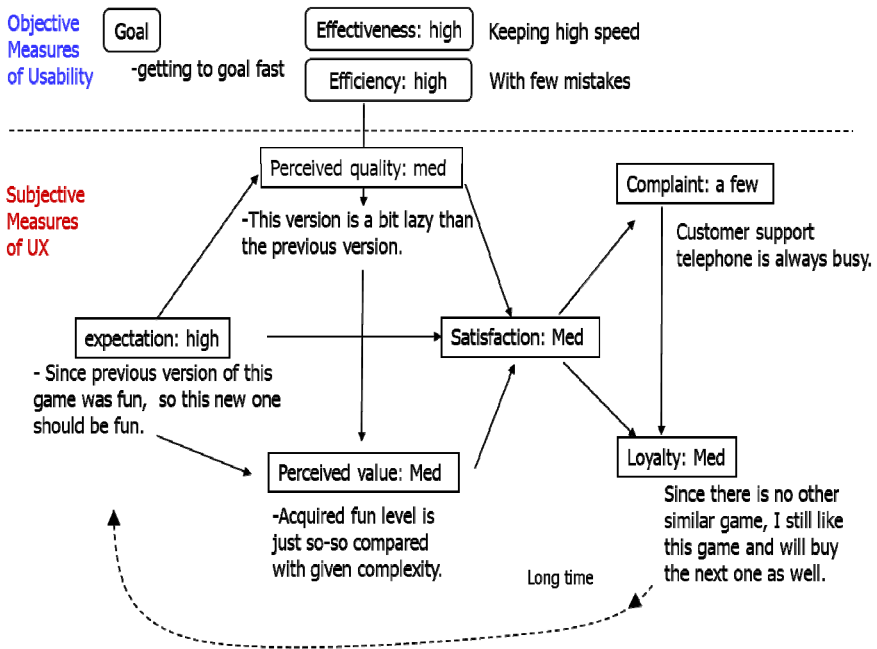 Objective
Measures
of Usability
Goal
-getting to goal fast
Effectiveness: high
Keeping high speed
Efficiency: high
With few mistakes
Subjective
Measures
of UX
Perceived quality: med
-This version is a bit lazy than
the previous version.
Complaint: a few
Customer support
telephone is always busy.
expectation: high
- Since previous version of this
game was fun, so this new one
should be fun.
Satisfaction: Med
Perceived value: Med
-Acquired fun level is
just so-so compared
with given complexity.
Loyalty: Med
Since there is no other
similar game, I still like
this game and will buy
the next one as well.
Long time